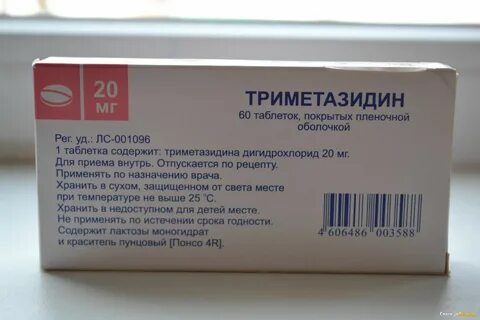 20
МГ
ТРИМЕТАЗИДИН
60 таблеток, покрытых пленочной
оболочкой
Рег. уд.: ЛС-001096
1 таблетка содержит: триметазидина дигидрохлорид 20 мг.
Для приема внутрь. Отпускается по рецепту.
Применять по назначению врача.
Хранить в сухом, защищенном от света месте
при температуре не выше 25 °С.
Хранить в недоступном для детей месте.
Не применять по истечении срока годности.
Содержит лактозы моногидрат
и краситель пунцовый [Понсо 4R].
4 606486 003588